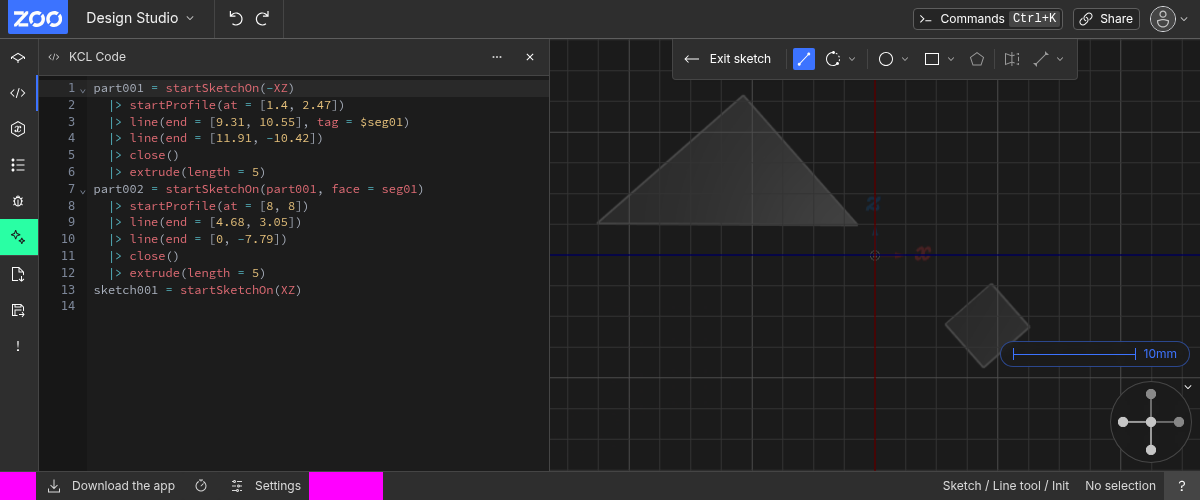 ZOO
Design Studio
Commands Ctrl+K
Share
KCL Code
Exit sketch
1 part001 = startSketchOn(-XZ)
2 |> startProfile(at = [1.4, 2.47])
3 |> line(end = [9.31, 10.55], tag = $seg01)
4 |> line(end = [11.91, -10.42])
5 |> close()
6 |> extrude(length = 5)
7 part002 = startSketchOn(part001, face = seg01)
8 |> startProfile(at = [8, 8])
9 |> line(end = [4.68, 3.05])
10 |> line(end = [0, -7.79])
11 |> close()
12 |> extrude(length = 5)
13 sketch001 = startSketchOn(XZ)
14
z
x
10mm
Download the app
Settings
Sketch / Line tool / Init
No selection
?